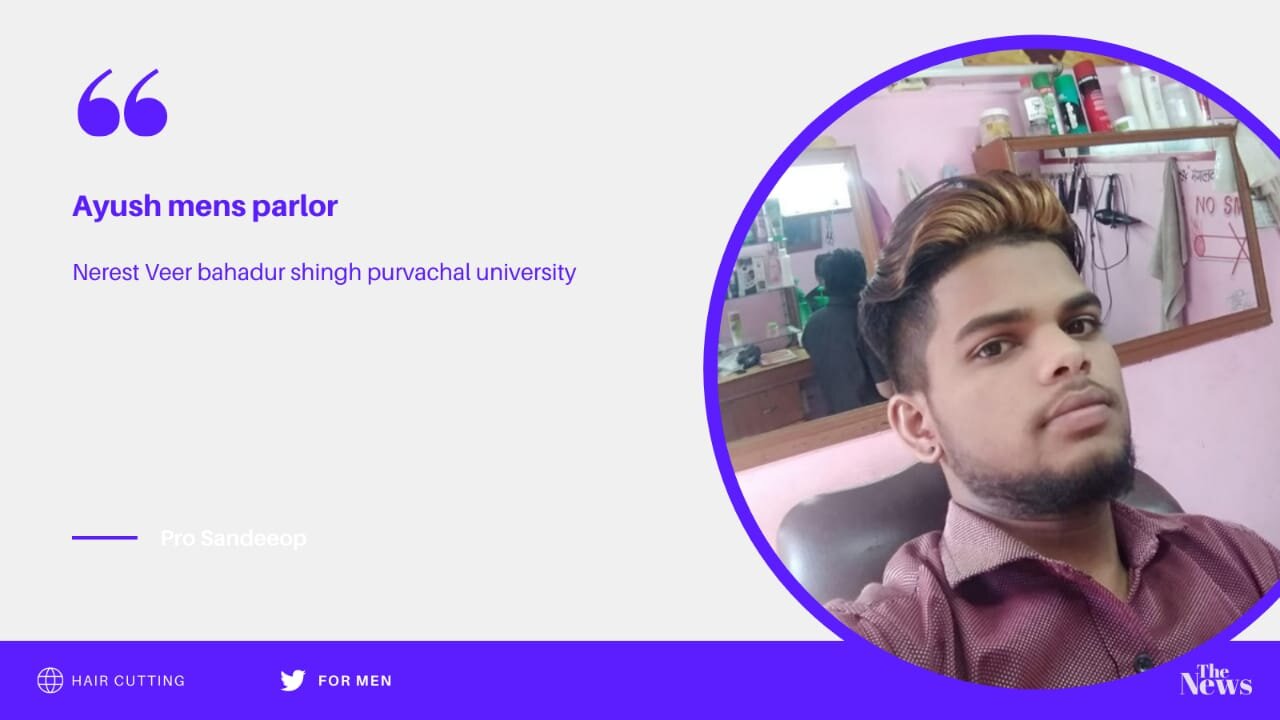 Ayush mens parlor
Nerest Veer bahadur shingh purvachal university
Pro Sandeeop
HAIR CUTTING
FOR MEN
The
News
NO SM